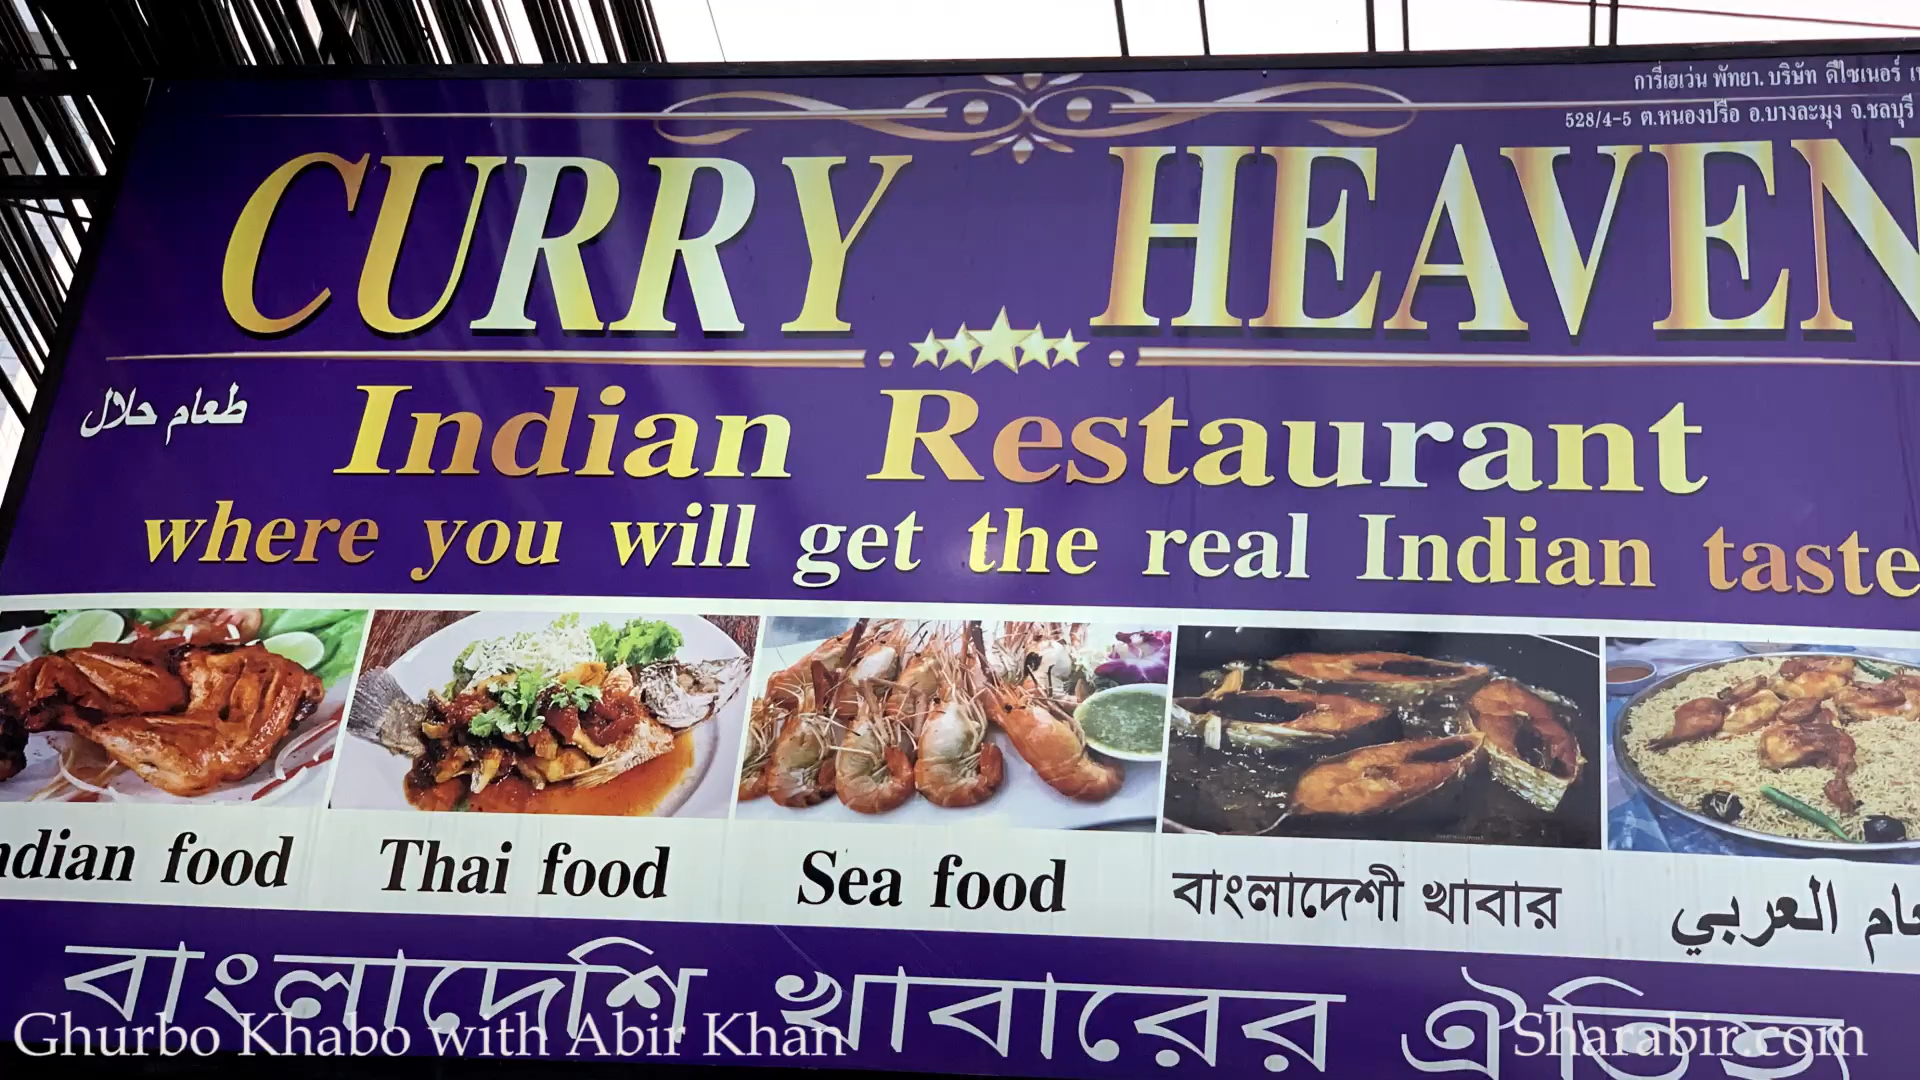 การี่เฮเว่น พัทยา. บริษัท ดีไซเนอร์
528/4-5 ต.หนองปรือ อ.บางละมุง จ.ชลบุรี
CURRY HEAVEN
طعام حلال
Indian Restaurant
where you will get the real Indian taste
ndian food
Thai food
Sea food
বাংলাদেশী খাবার
عام العربي
বাংলাদেশি খাবারের
Ghurbo Khabo with Abir Khan
Sharabir.com